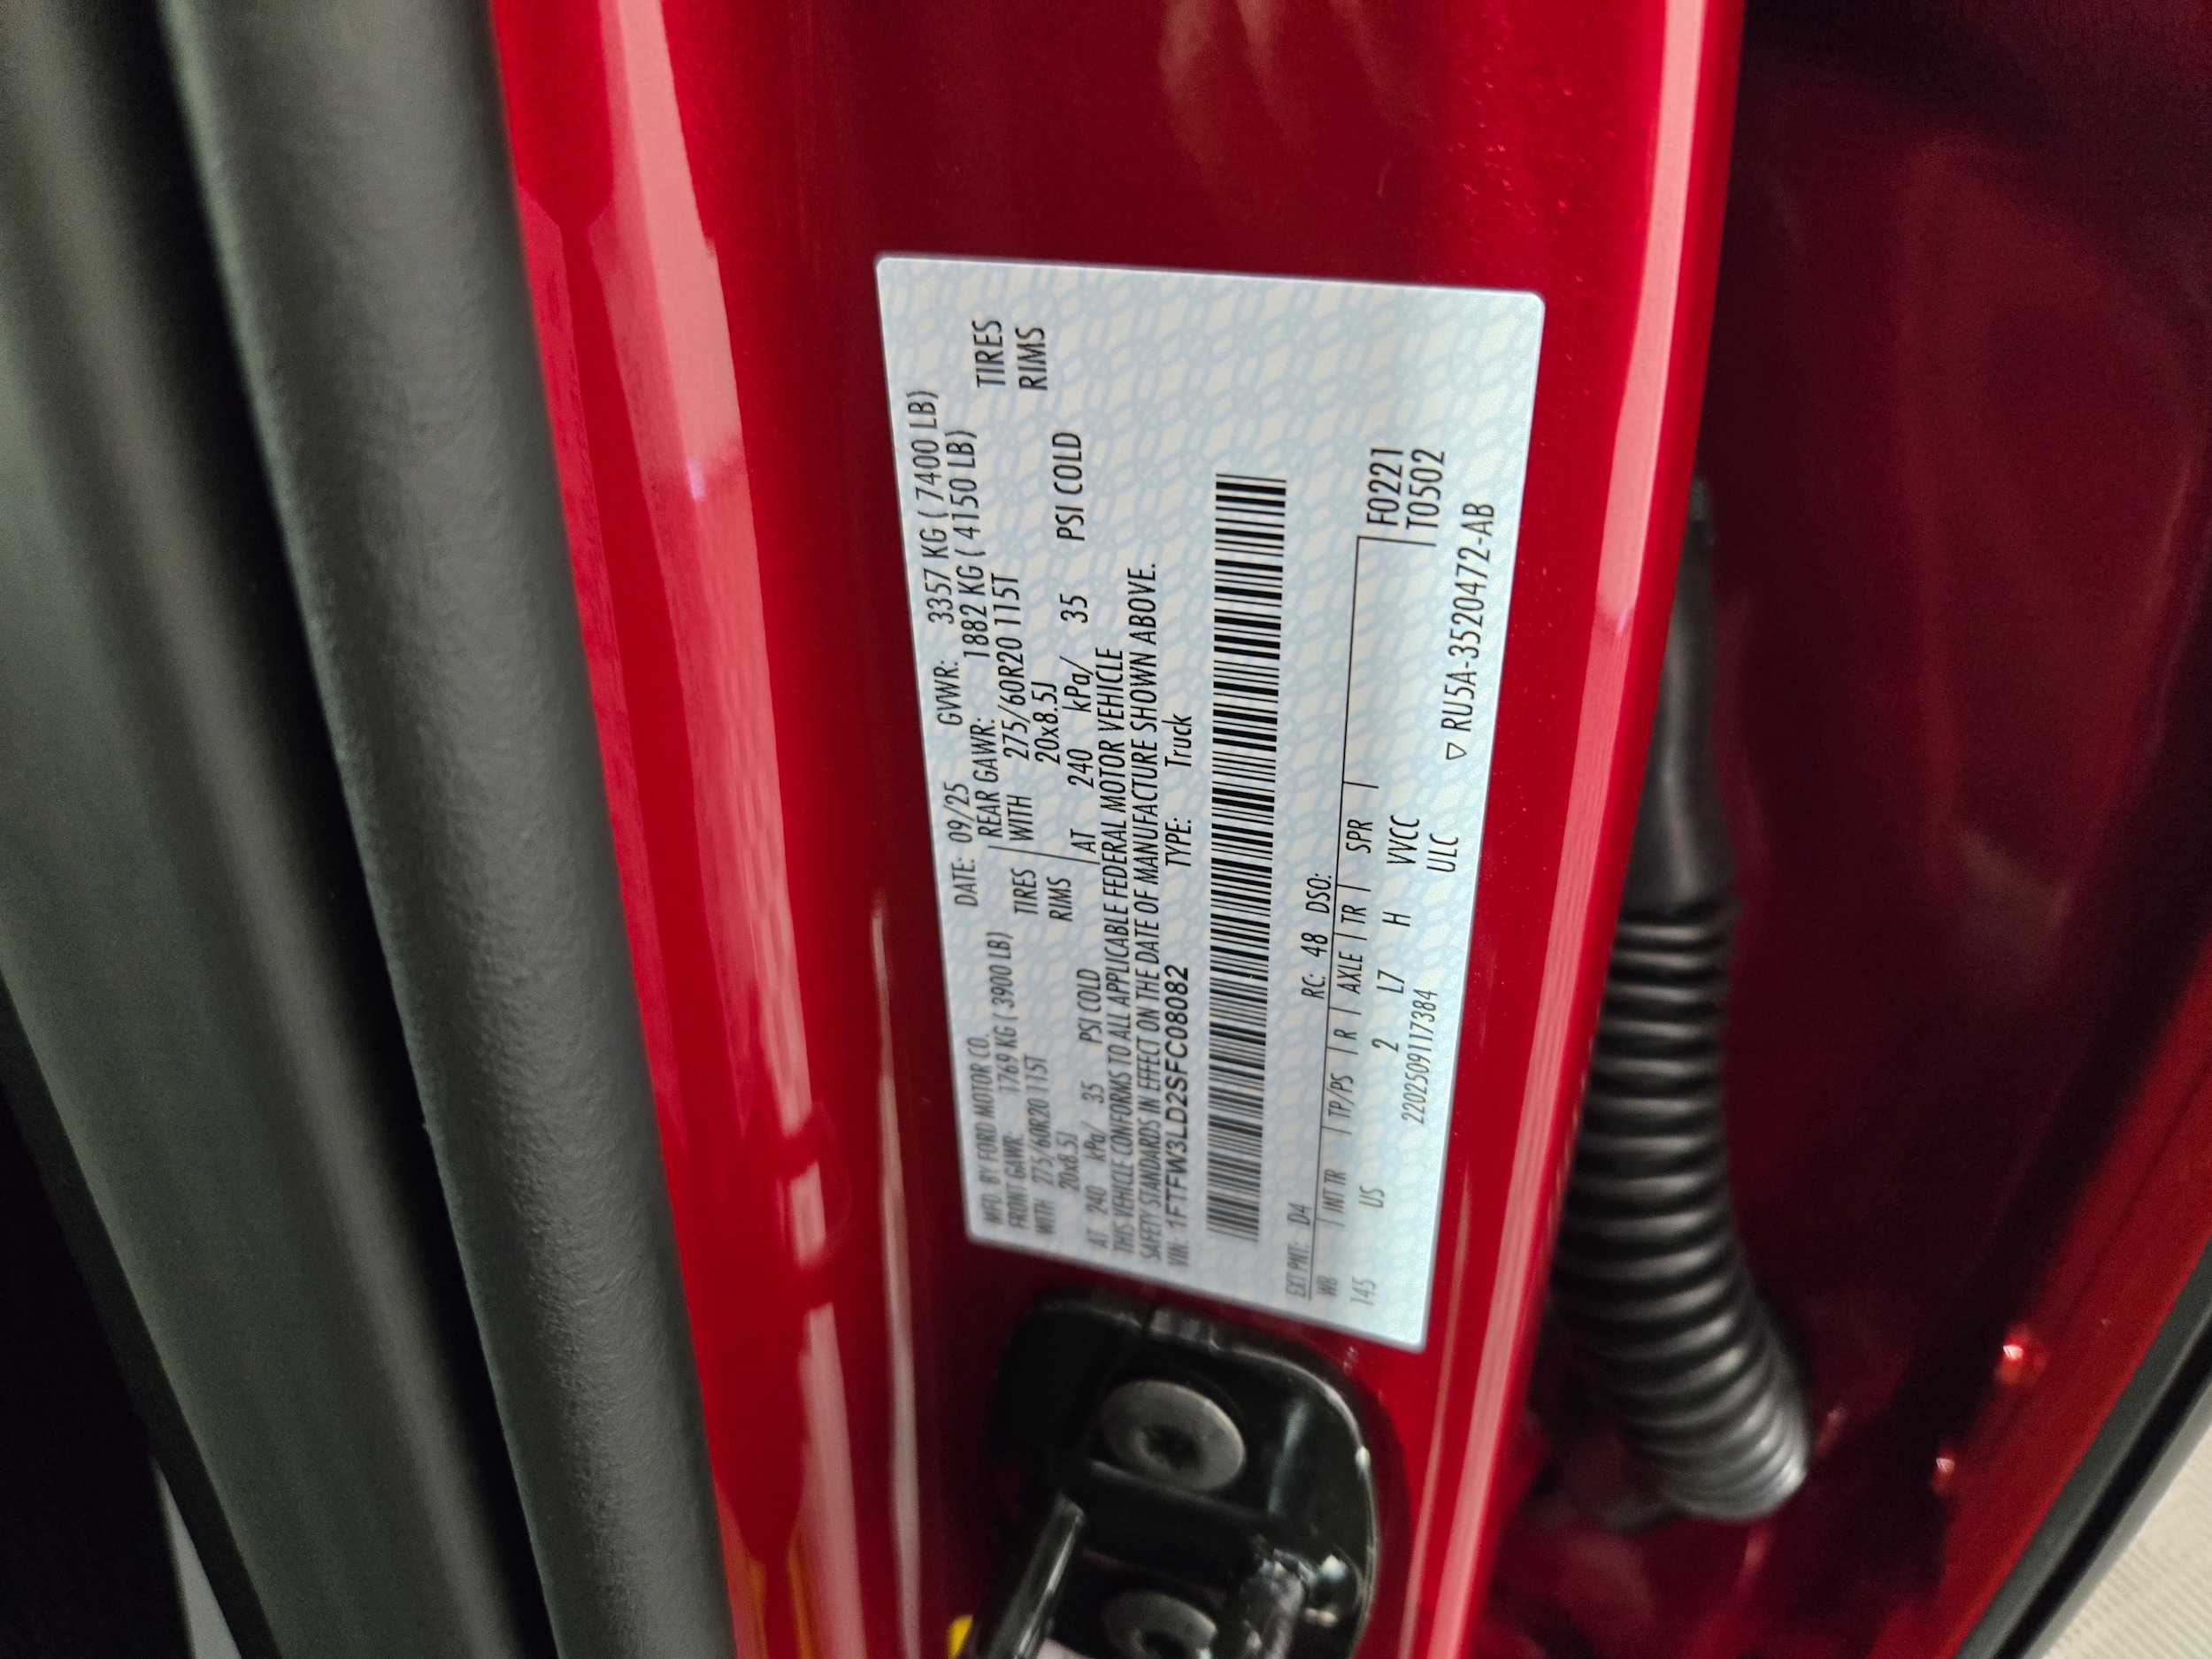 MFD. BY FORD MOTOR CO. DATE: 09/25 GVWR: 3357 KG ( 7400 LB)
FRONT GAWR: 1769 KG ( 3900 LB) REAR GAWR: 1882 KG ( 4150 LB)
WITH 275/60R20 115T TIRES WITH 275/60R20 115T TIRES
20x8.5J RIMS 20x8.5J RIMS
AT 240 kPa/ 35 PSI COLD AT 240 kPa/ 35 PSI COLD
THIS VEHICLE CONFORMS TO ALL APPLICABLE FEDERAL MOTOR VEHICLE
SAFETY STANDARDS IN EFFECT ON THE DATE OF MANUFACTURE SHOWN ABOVE.
VIN: 1FTFW3LD2SFC08082 TYPE: Truck
EXT PNT: D4 RC: 48 DSO:
WB | INT TR | TP/PS | R | AXLE | TR | SPR | F0221
145 US 2 L7 H VVCC T0502
2202509117384 ULC ▽ RU5A-3520472-AB